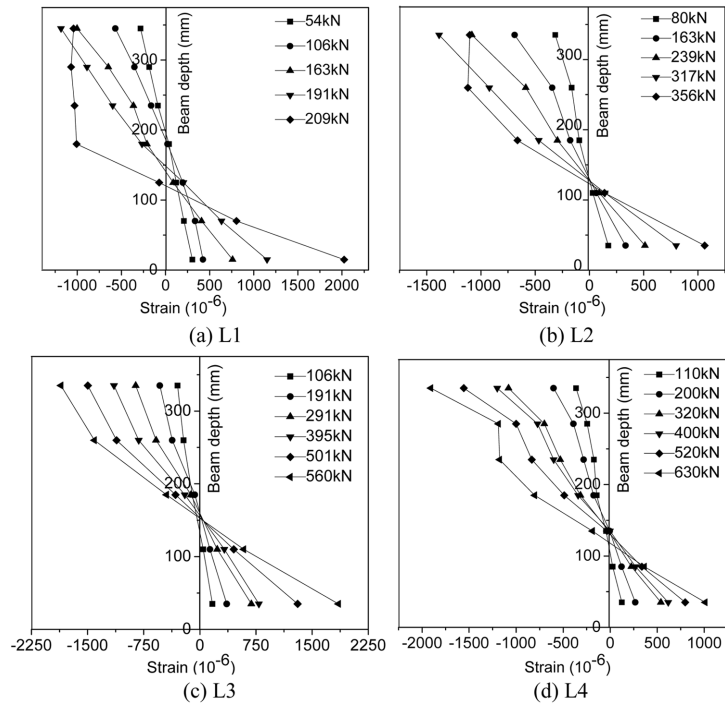 Beam depth (mm)
300
200
100
0
54kN
106kN
163kN
191kN
209kN
-1000 -500 0 500 1000 1500 2000
Strain (10⁻⁶)
(a) L1
Beam depth (mm)
300
200
100
0
80kN
163kN
239kN
317kN
356kN
-1500 -1000 -500 0 500 1000
Strain (10⁻⁶)
(b) L2
Beam depth (mm)
300
200
100
0
106kN
191kN
291kN
395kN
501kN
560kN
-2250 -1500 -750 0 750 1500 2250
Strain (10⁻⁶)
(c) L3
Beam depth (mm)
300
200
100
0
110kN
200kN
320kN
400kN
520kN
630kN
-2000 -1500 -1000 -500 0 500 1000
Strain (10⁻⁶)
(d) L4